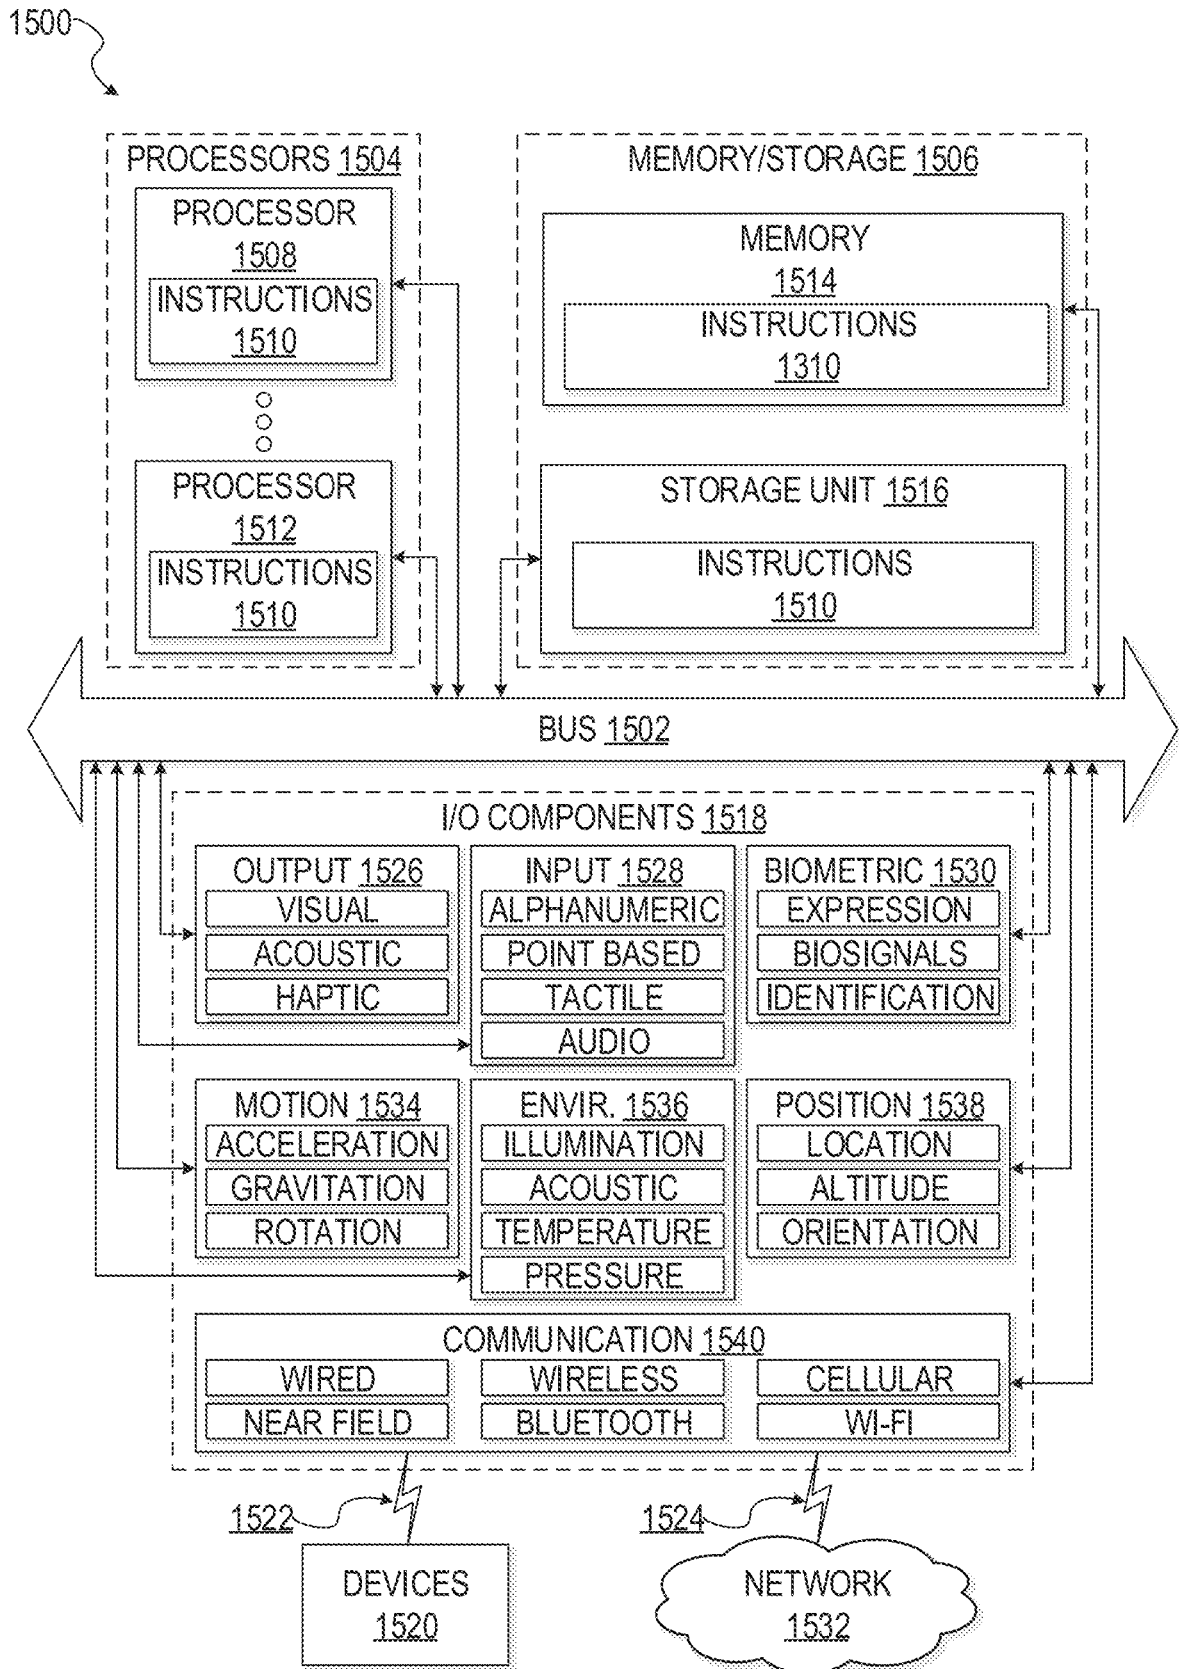 1500
PROCESSORS 1504
PROCESSOR
1508
INSTRUCTIONS
1510
PROCESSOR
1512
INSTRUCTIONS
1510
MEMORY/STORAGE 1506
MEMORY
1514
INSTRUCTIONS
1310
STORAGE UNIT 1516
INSTRUCTIONS
1510
BUS 1502
I/O COMPONENTS 1518
OUTPUT 1526
VISUAL
ACOUSTIC
HAPTIC
INPUT 1528
ALPHANUMERIC
POINT BASED
TACTILE
AUDIO
BIOMETRIC 1530
EXPRESSION
BIOSIGNALS
IDENTIFICATION
MOTION 1534
ACCELERATION
GRAVITATION
ROTATION
ENVIR. 1536
ILLUMINATION
ACOUSTIC
TEMPERATURE
PRESSURE
POSITION 1538
LOCATION
ALTITUDE
ORIENTATION
COMMUNICATION 1540
WIRED
WIRELESS
CELLULAR
NEAR FIELD
BLUETOOTH
WI-FI
1522
1524
DEVICES
1520
NETWORK
1532